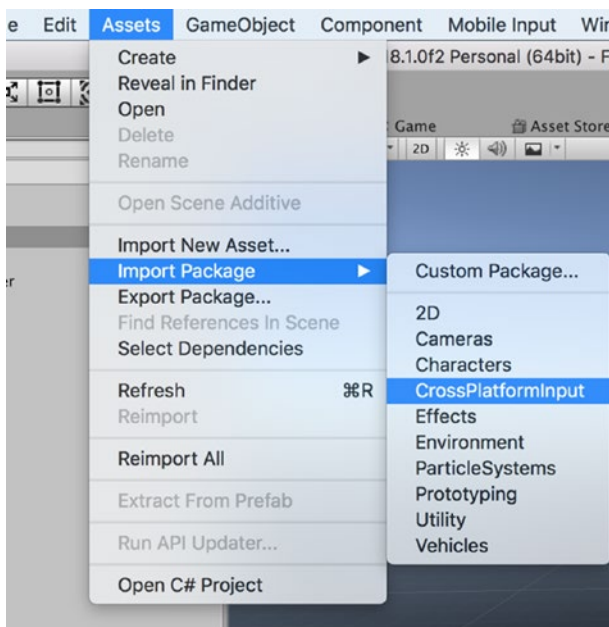 e Edit Assets GameObject Component Mobile Input Wir
8.1.0f2 Personal (64bit) - F
Game Asset Store
2D
Create
Reveal in Finder
Open
Delete
Rename
Open Scene Additive
Import New Asset...
Import Package
Export Package...
Find References In Scene
Select Dependencies
Refresh ⌘R
Reimport
Reimport All
Extract From Prefab
Run API Updater...
Open C# Project
Custom Package...
2D
Cameras
Characters
CrossPlatformInput
Effects
Environment
ParticleSystems
Prototyping
Utility
Vehicles
er